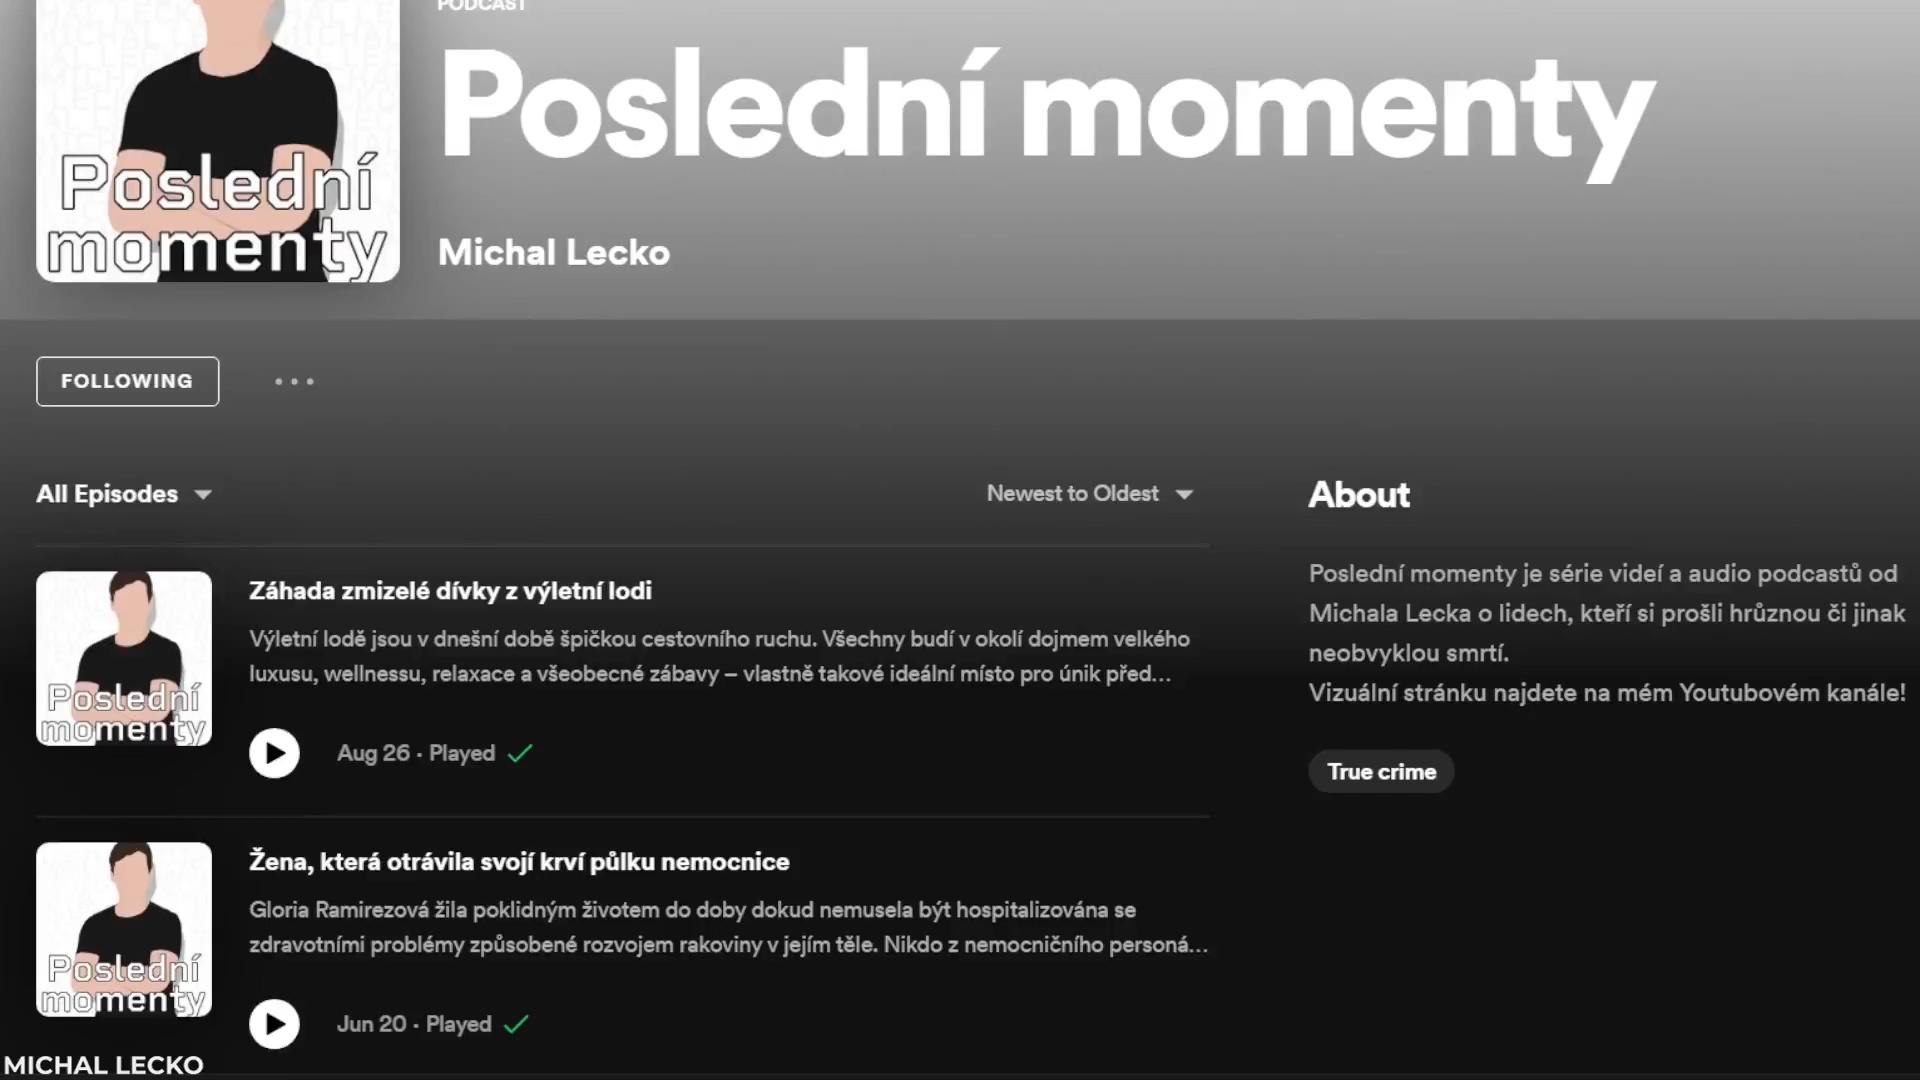 PODCAST
Poslední momenty
Poslední
momenty
Michal Lecko
FOLLOWING
All Episodes
Newest to Oldest
Záhada zmizelé dívky z výletní lodi
Výletní lodě jsou v dnešní době špičkou cestovního ruchu. Všechny budí v okolí dojmem velkého
luxusu, wellnessu, relaxace a všeobecné zábavy – vlastně takové ideální místo pro únik před...
Poslední
momenty
Aug 26 · Played
Žena, která otrávila svojí krví půlku nemocnice
Gloria Ramirezová žila poklidným životem do doby dokud nemusela být hospitalizována se
zdravotními problémy způsobené rozvojem rakoviny v jejím těle. Nikdo z nemocničního personá...
Poslední
momenty
Jun 20 · Played
About
Poslední momenty je série videí a audio podcastů od
Michala Lecka o lidech, kteří si prošli hrůznou či jinak
neobvyklou smrtí.
Vizuální stránku najdete na mém Youtubovém kanále!
True crime
MICHAL LECKO